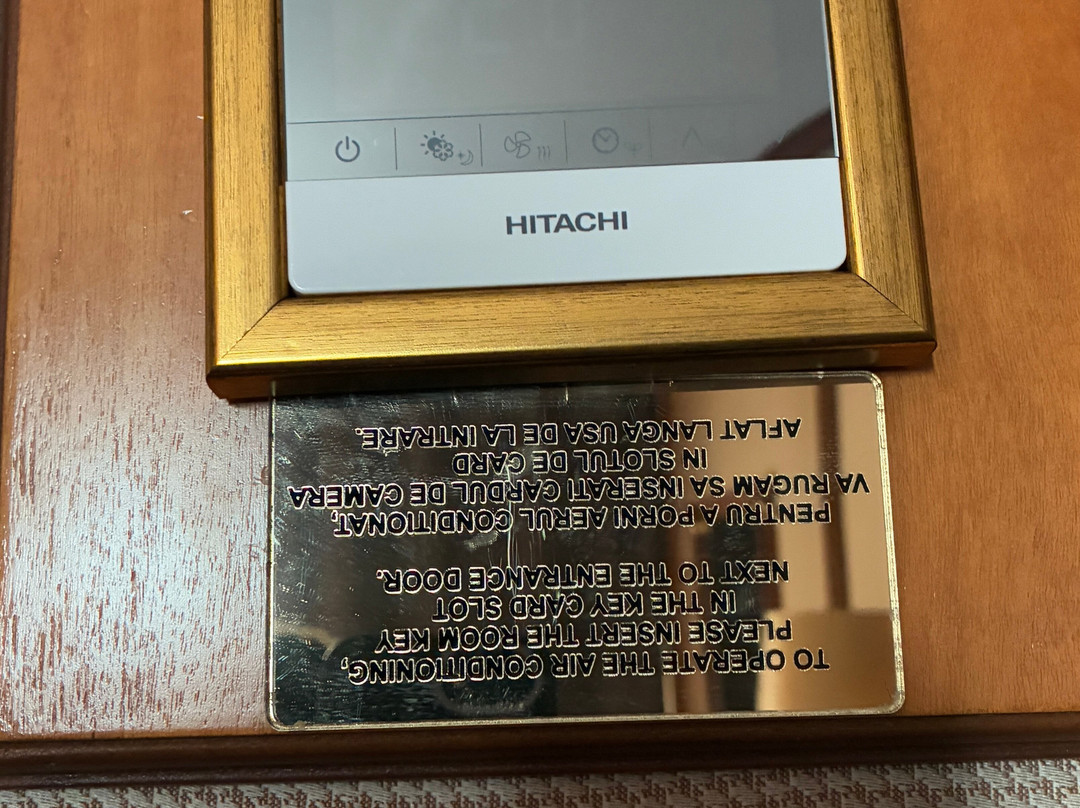 HITACHI
TO OPERATE THE AIR CONDITIONING,
PLEASE INSERT THE ROOM KEY
IN THE KEY CARD SLOT
NEXT TO THE ENTRANCE DOOR.
PENTRU A PORNI AERUL CONDITIONAT,
VA RUGAM SA INSERATI CARDUL DE CAMERA
IN SLOTUL DE CARD
AFLAT LANGA USA DE LA INTRARE.